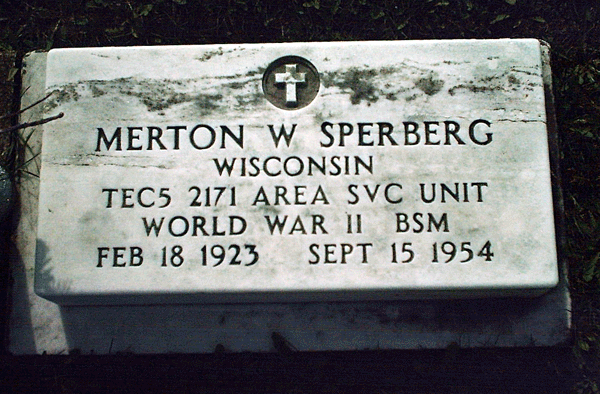 MERTON W SPERBERG
WISCONSIN
TEC5 2171 AREA SVC UNIT
WORLD WAR II BSM
FEB 18 1923 SEPT 15 1954